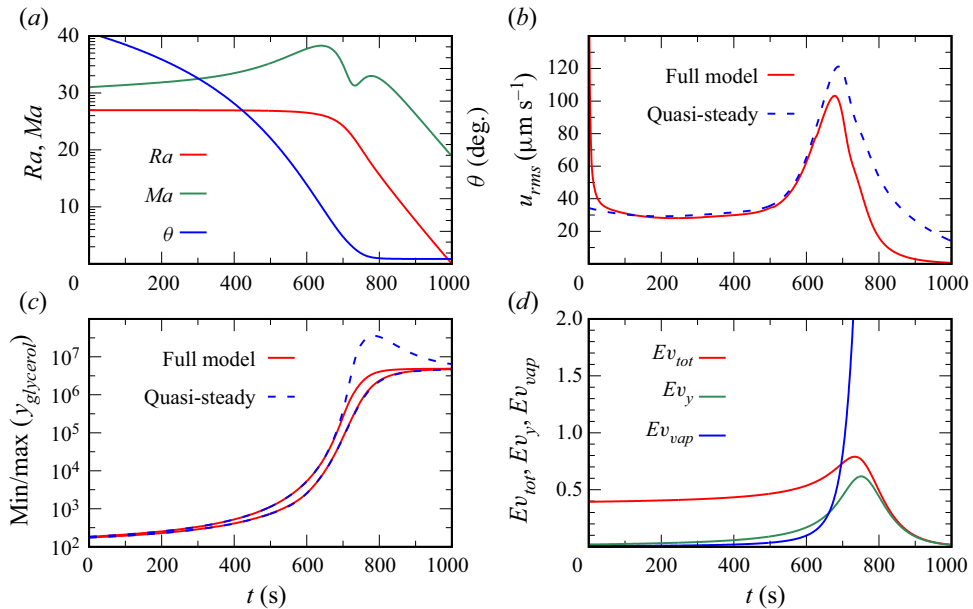 (a)
40
30
20
10
0
200
400
600
800
1000
Ra, Ma
θ (deg.)
Ra
Ma
θ
(b)
120
100
80
60
40
20
0
200
400
600
800
1000
u_rms (μm s⁻¹)
Full model
Quasi-steady
(c)
10⁷
10⁶
10⁵
10⁴
10³
10²
0
200
400
600
800
1000
Min/max (y_glycerol)
Full model
Quasi-steady
t (s)
(d)
2.0
1.5
1.0
0.5
0
200
400
600
800
1000
Ev_tot, Ev_y, Ev_vap
Ev_tot
Ev_y
Ev_vap
t (s)